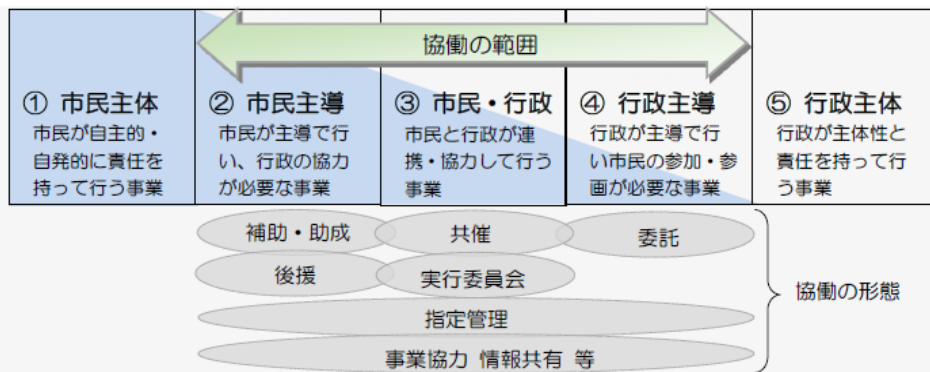 協働の範囲
① 市民主体
市民が自主的・
自発的に責任を
持って行う事業
② 市民主導
市民が主導で行
い、行政の協力
が必要な事業
③ 市民・行政
市民と行政が連
携・協力して行う
事業
④ 行政主導
行政が主導で行
い市民の参加・参
画が必要な事業
⑤ 行政主体
行政が主体性と
責任を持って行
う事業
補助・助成
共催
委託
後援
実行委員会
指定管理
事業協力 情報共有 等
協働の形態